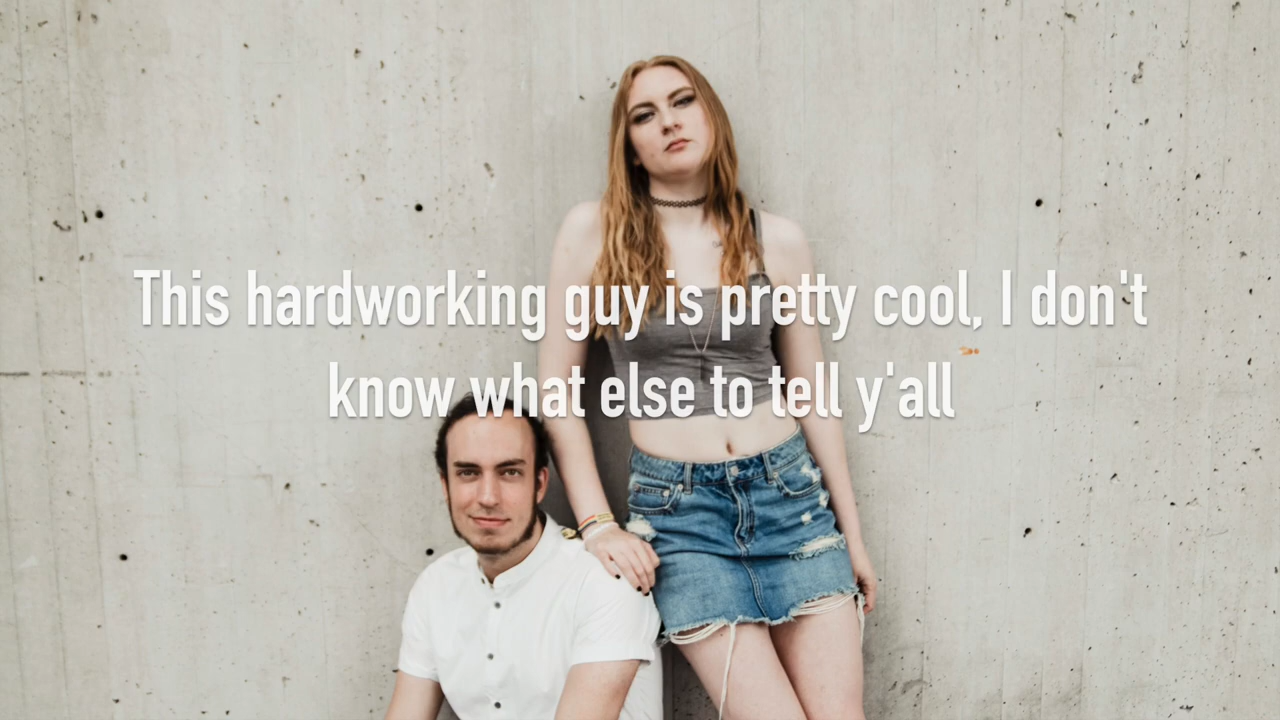 This hardworking guy is pretty cool, I don't
know what else to tell y'all